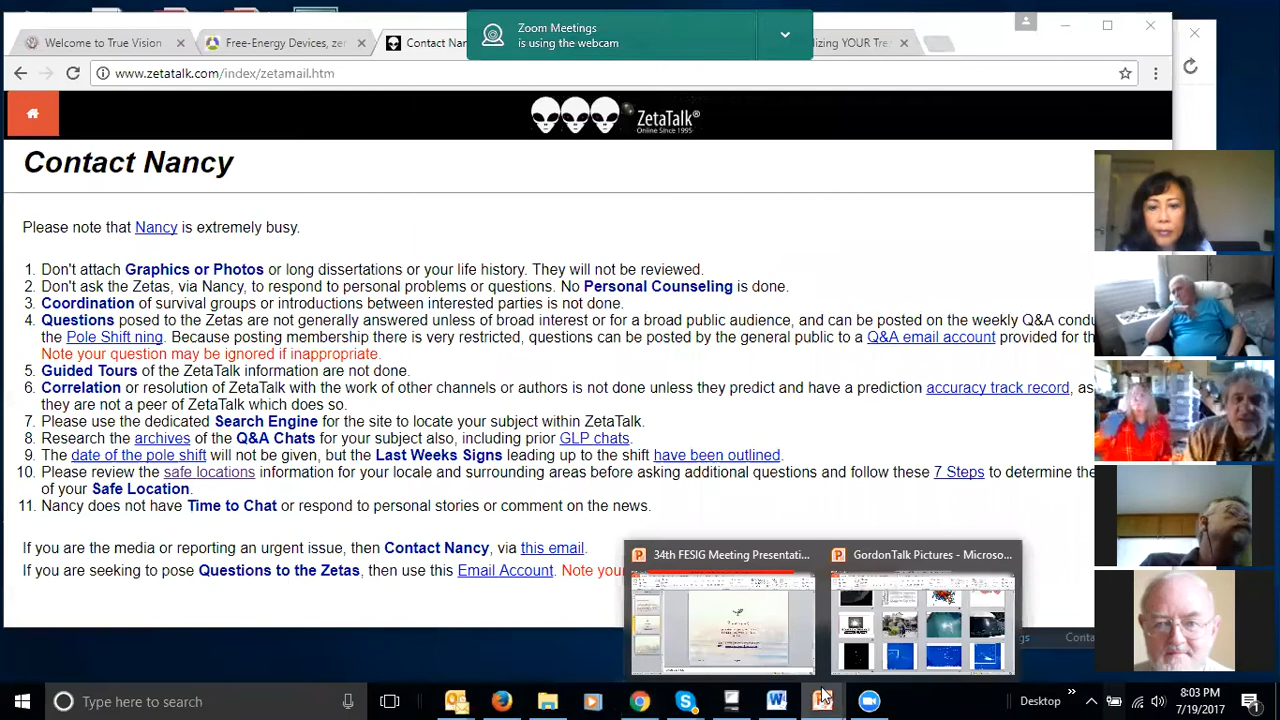 Zoom Meetings
is using the webcam
Welcome to True Vision
Free-Energy Devices, zer
Contact Nan
lizing YOUR Tre
www.zetatalk.com/index/zetamail.htm
ZetaTalk®
Online Since 1995
Contact Nancy
Please note that Nancy is extremely busy.
1. Don't attach Graphics or Photos or long dissertations or your life history. They will not be reviewed.
2. Don't ask the Zetas, via Nancy, to respond to personal problems or questions. No Personal Counseling is done.
3. Coordination of survival groups or introductions between interested parties is not done.
4. Questions posed to the Zetas are not generally answered unless of broad interest or for a broad public audience, and can be posted on the weekly Q&A condu
the Pole Shift ning. Because posting membership there is very restricted, questions can be posted by the general public to a Q&A email account provided for th
Note your question may be ignored if inappropriate.
5. Guided Tours of the ZetaTalk information are not done.
6. Correlation or resolution of ZetaTalk with the work of other channels or authors is not done unless they predict and have a prediction accuracy track record, as
they are not a peer of ZetaTalk which does so.
7. Please use the dedicated Search Engine for the site to locate your subject within ZetaTalk.
8. Research the archives of the Q&A Chats for your subject also, including prior GLP chats.
9. The date of the pole shift will not be given, but the Last Weeks Signs leading up to the shift have been outlined.
10. Please review the safe locations information for your locale and surrounding areas before asking additional questions and follow these 7 Steps to determine the
of your Safe Location.
11. Nancy does not have Time to Chat or respond to personal stories or comment on the news.
If you are the media or reporting an urgent issue, then Contact Nancy, via this email.
If you are seeking to pose Questions to the Zetas, then use this Email Account. Note your
34th FESIG Meeting Presentati...
GordonTalk Pictures - Microso...
gs
Conta
Type here to search
Desktop
8:03 PM
7/19/2017